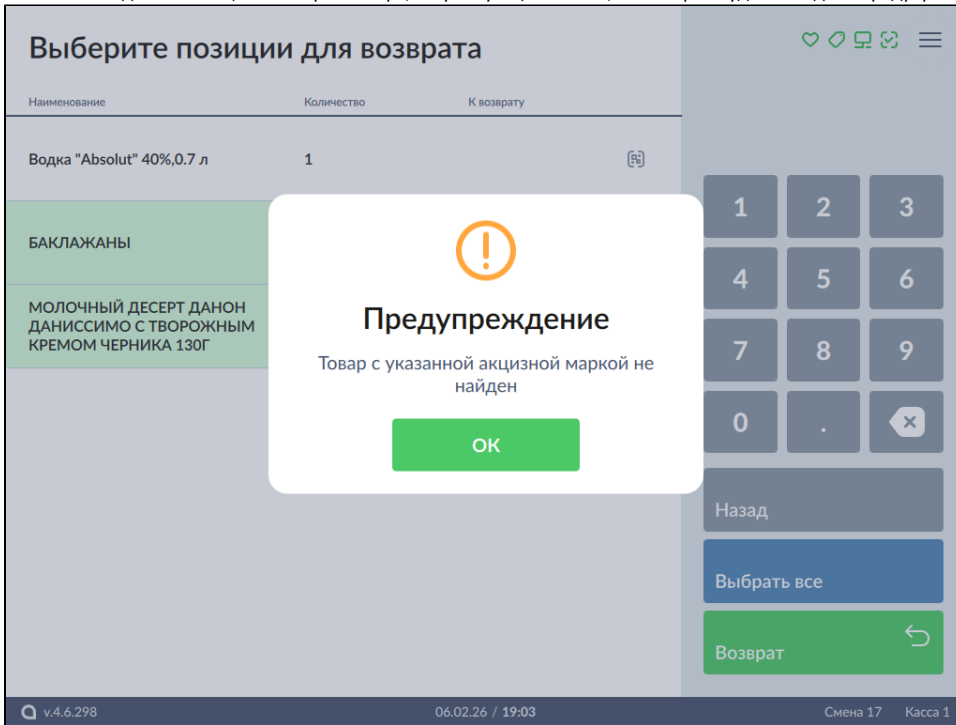 Выберите позиции для возврата
Наименование Количество К возврату
Водка "Absolut" 40%,0.7 л 1
БАКЛАЖАНЫ
МОЛОЧНЫЙ ДЕСЕРТ ДАНОН
ДАНИССИМО С ТВОРОЖНЫМ
КРЕМОМ ЧЕРНИКА 130Г
Предупреждение
Товар с указанной акцизной маркой не
найден
ОК
1 2 3
4 5 6
7 8 9
0 .
Назад
Выбрать все
Возврат
v.4.6.298 06.02.26 / 19:03 Смена 17 Касса 1